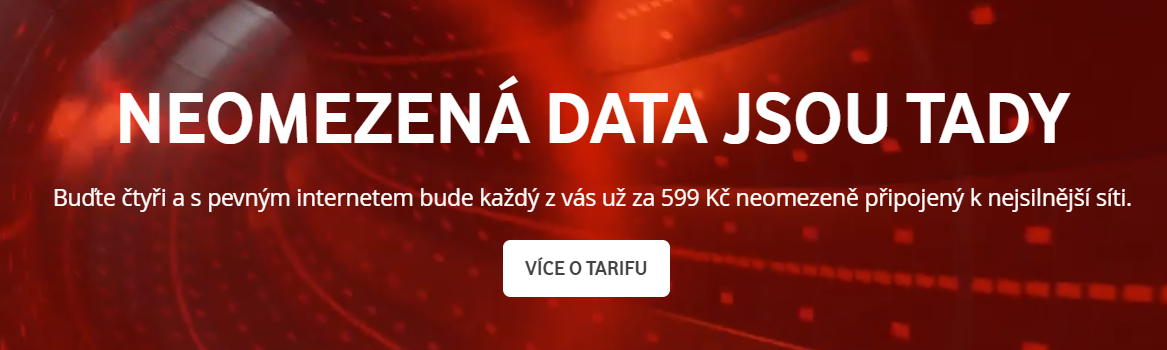 NEOMEZENÁ DATA JSOU TADY
Buďte čtyři a s pevným internetem bude každý z vás už za 599 Kč neomezeně připojený k nejsilnější síti.
VÍCE O TARIFU